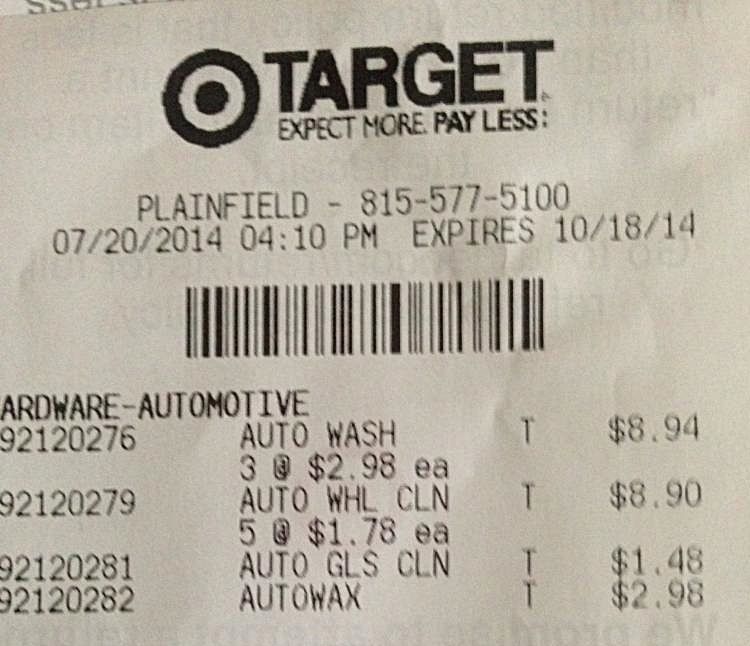 TARGET
EXPECT MORE. PAY LESS.
PLAINFIELD - 815-577-5100
07/20/2014 04:10 PM EXPIRES 10/18/14
ARDWARE-AUTOMOTIVE
92120276 AUTO WASH T $8.94
3 @ $2.98 ea
92120279 AUTO WHL CLN T $8.90
5 @ $1.78 ea
92120281 AUTO GLS CLN T $1.48
92120282 AUTOWAX T $2.98